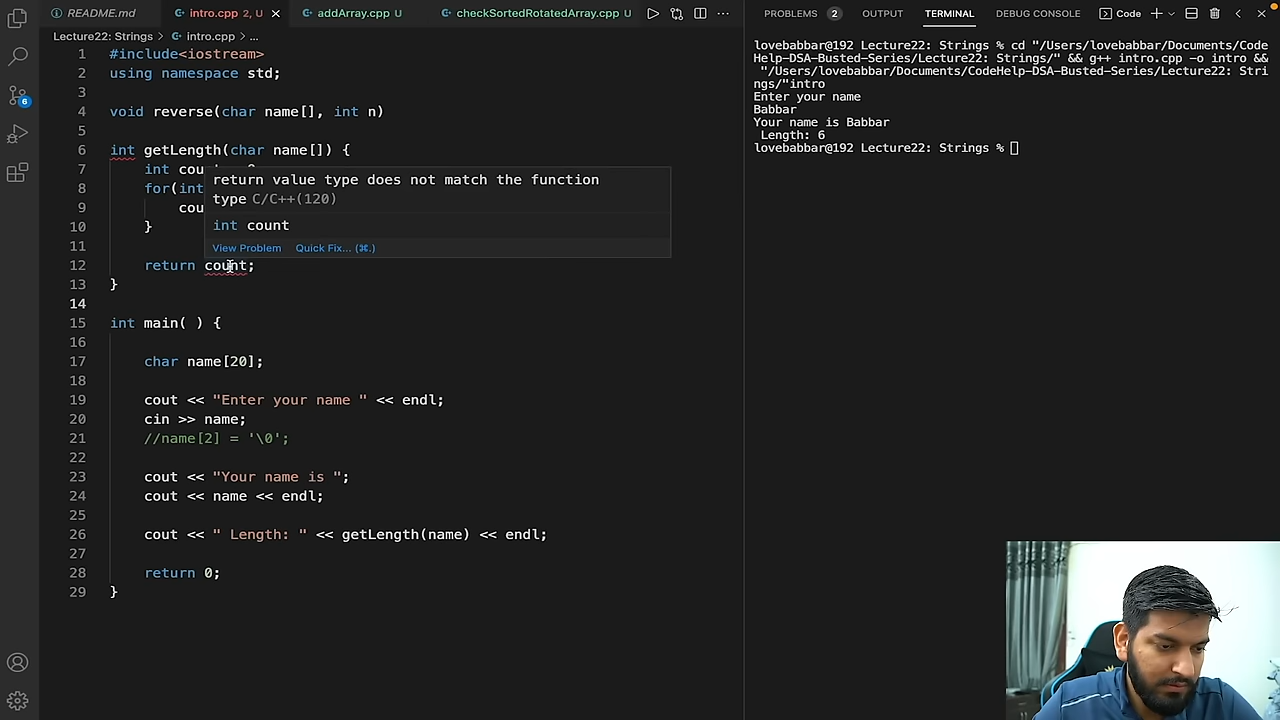 README.md
intro.cpp 2, U
addArray.cpp U
checkSortedRotatedArray.cpp U
PROBLEMS 2
OUTPUT
TERMINAL
DEBUG CONSOLE
Code
Lecture22: Strings > intro.cpp > ...
1 #include<iostream>
2 using namespace std;
3
4 void reverse(char name[], int n)
5
6 int getLength(char name[]) {
7 int cou
8 for(int
9 cou
10 }
11
12 return count;
13 }
14
15 int main( ) {
16
17 char name[20];
18
19 cout << "Enter your name " << endl;
20 cin >> name;
21 //name[2] = '\0';
22
23 cout << "Your name is ";
24 cout << name << endl;
25
26 cout << " Length: " << getLength(name) << endl;
27
28 return 0;
29 }
return value type does not match the function
type C/C++(120)
int count
View Problem Quick Fix... (⌘.)
6
lovebabbar@192 Lecture22: Strings % cd "/Users/lovebabbar/Documents/Code
Help-DSA-Busted-Series/Lecture22: Strings/" && g++ intro.cpp -o intro &&
"/Users/lovebabbar/Documents/CodeHelp-DSA-Busted-Series/Lecture22: Stri
ngs/"intro
Enter your name
Babbar
Your name is Babbar
Length: 6
lovebabbar@192 Lecture22: Strings %